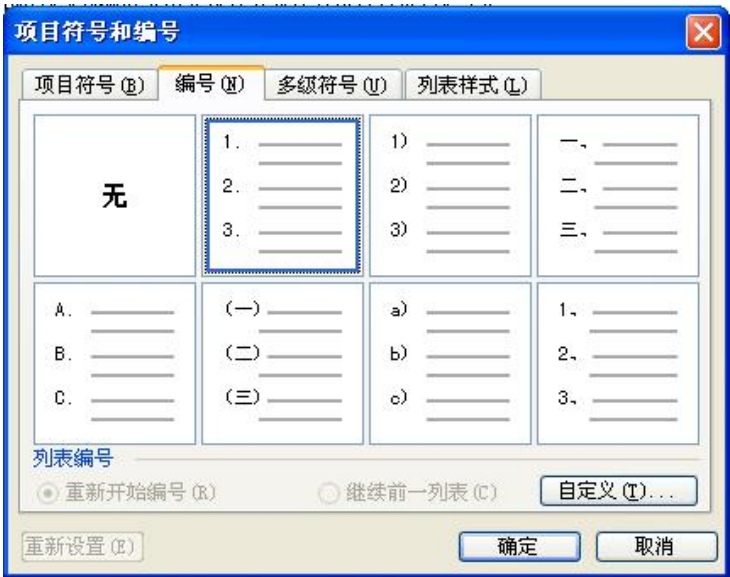 项目符号和编号
项目符号(B) 编号(N) 多级符号(U) 列表样式(L)
无
1.
2.
3.
1)
2)
3)
一、
二、
三、
A.
B.
C.
(一)
(二)
(三)
a)
b)
c)
1、
2、
3、
列表编号
重新开始编号(R) 继续前一列表(C) 自定义(T)...
重新设置(E) 确定 取消